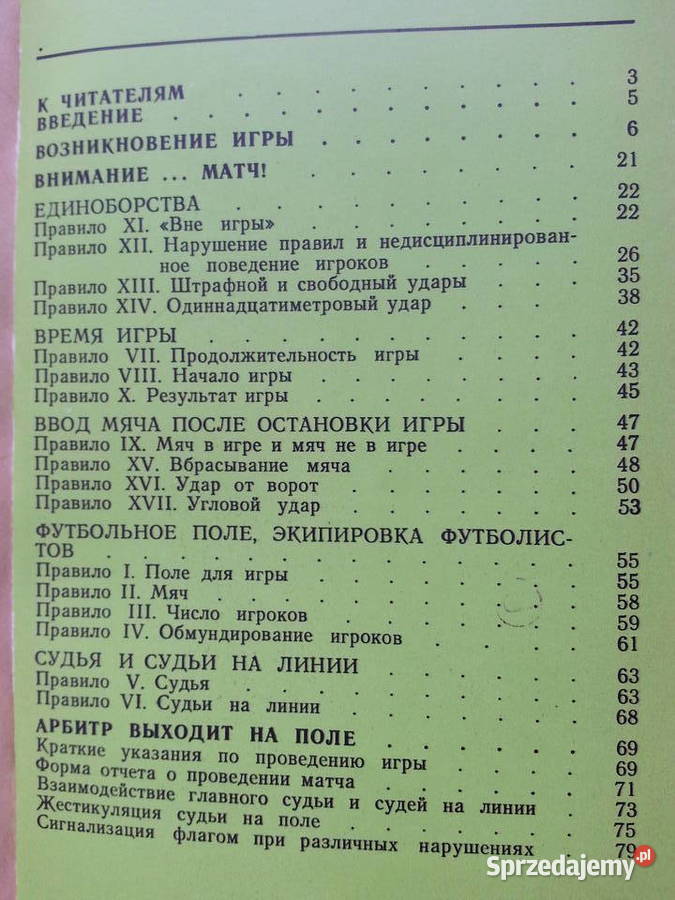 К ЧИТАТЕЛЯМ . . . . . . . . . 3
ВВЕДЕНИЕ . . . . . . . . . . 5
ВОЗНИКНОВЕНИЕ ИГРЫ . . . . . . . 6
ВНИМАНИЕ ... МАТЧ! . . . . . . . 21
ЕДИНОБОРСТВА . . . . . . . . . 22
Правило XI. «Вне игры» . . . . . . . 22
Правило XII. Нарушение правил и недисциплинирован-
ное поведение игроков . . . . . 26
Правило XIII. Штрафной и свободный удары . . . 35
Правило XIV. Одиннадцатиметровый удар . . . . 38
ВРЕМЯ ИГРЫ . . . . . . . . . 42
Правило VII. Продолжительность игры . . . . 42
Правило VIII. Начало игры . . . . . . . 43
Правило X. Результат игры . . . . . . . 45
ВВОД МЯЧА ПОСЛЕ ОСТАНОВКИ ИГРЫ . . . 47
Правило IX. Мяч в игре и мяч не в игре . . . . 47
Правило XV. Вбрасывание мяча . . . . . . 48
Правило XVI. Удар от ворот . . . . . . 50
Правило XVII. Угловой удар . . . . . . 53
ФУТБОЛЬНОЕ ПОЛЕ, ЭКИПИРОВКА ФУТБОЛИС-
ТОВ . . . . . . . . . . . . 55
Правило I. Поле для игры . . . . . . . 55
Правило II. Мяч . . . . . . . . . 58
Правило III. Число игроков . . . . . . . 59
Правило IV. Обмундирование игроков . . . . . 61
СУДЬЯ И СУДЬИ НА ЛИНИИ . . . . . . 63
Правило V. Судья . . . . . . . . . 63
Правило VI. Судьи на линии . . . . . . . 68
АРБИТР ВЫХОДИТ НА ПОЛЕ . . . . . 69
Краткие указания по проведению игры . . . . 69
Форма отчета о проведении матча . . . . . . 71
Взаимодействие главного судьи и судей на линии . . 73
Жестикуляция судьи на поле . . . . . . . 75
Сигнализация флагом при различных нарушениях . 79
Sprzedajemy.pl